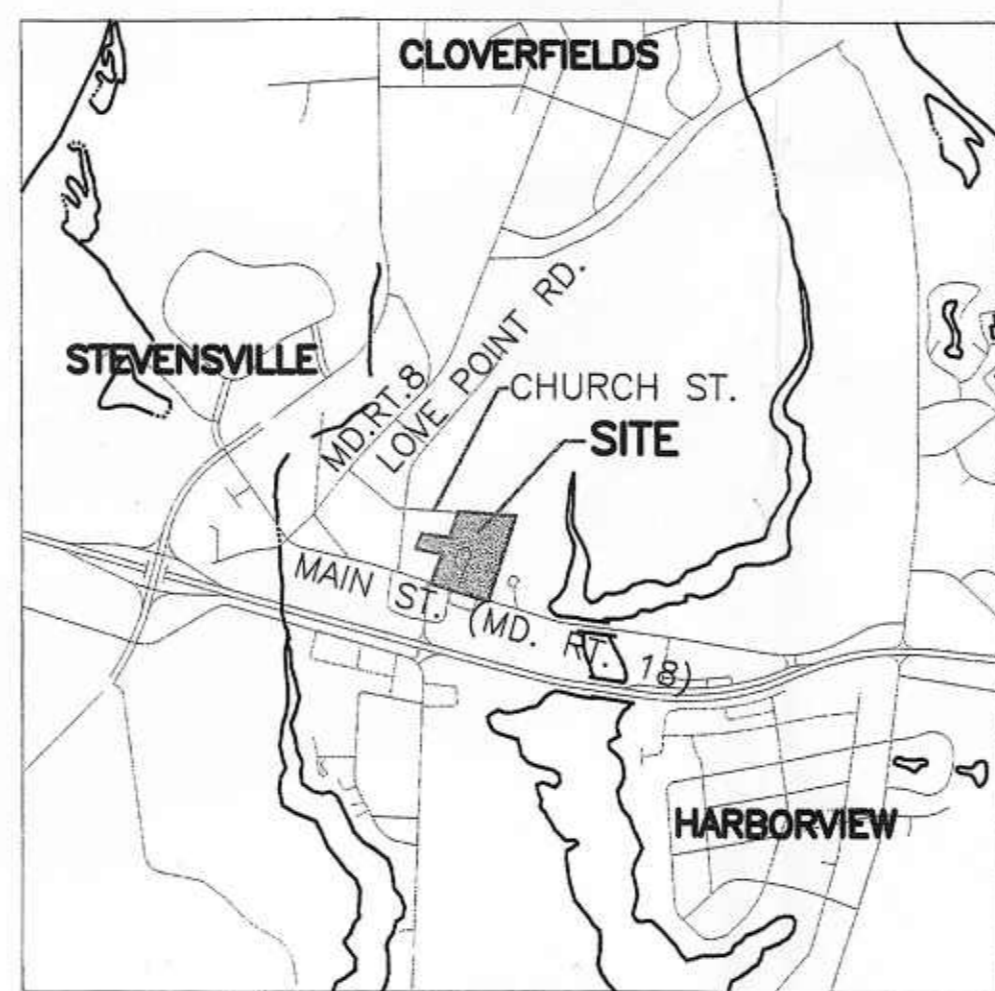 CLOVERFIELDS
STEVENSVILLE
MD.RT.8
LOVE POINT RD.
CHURCH ST.
SITE
MAIN ST. (MD. RT. 18)
HARBORVIEW